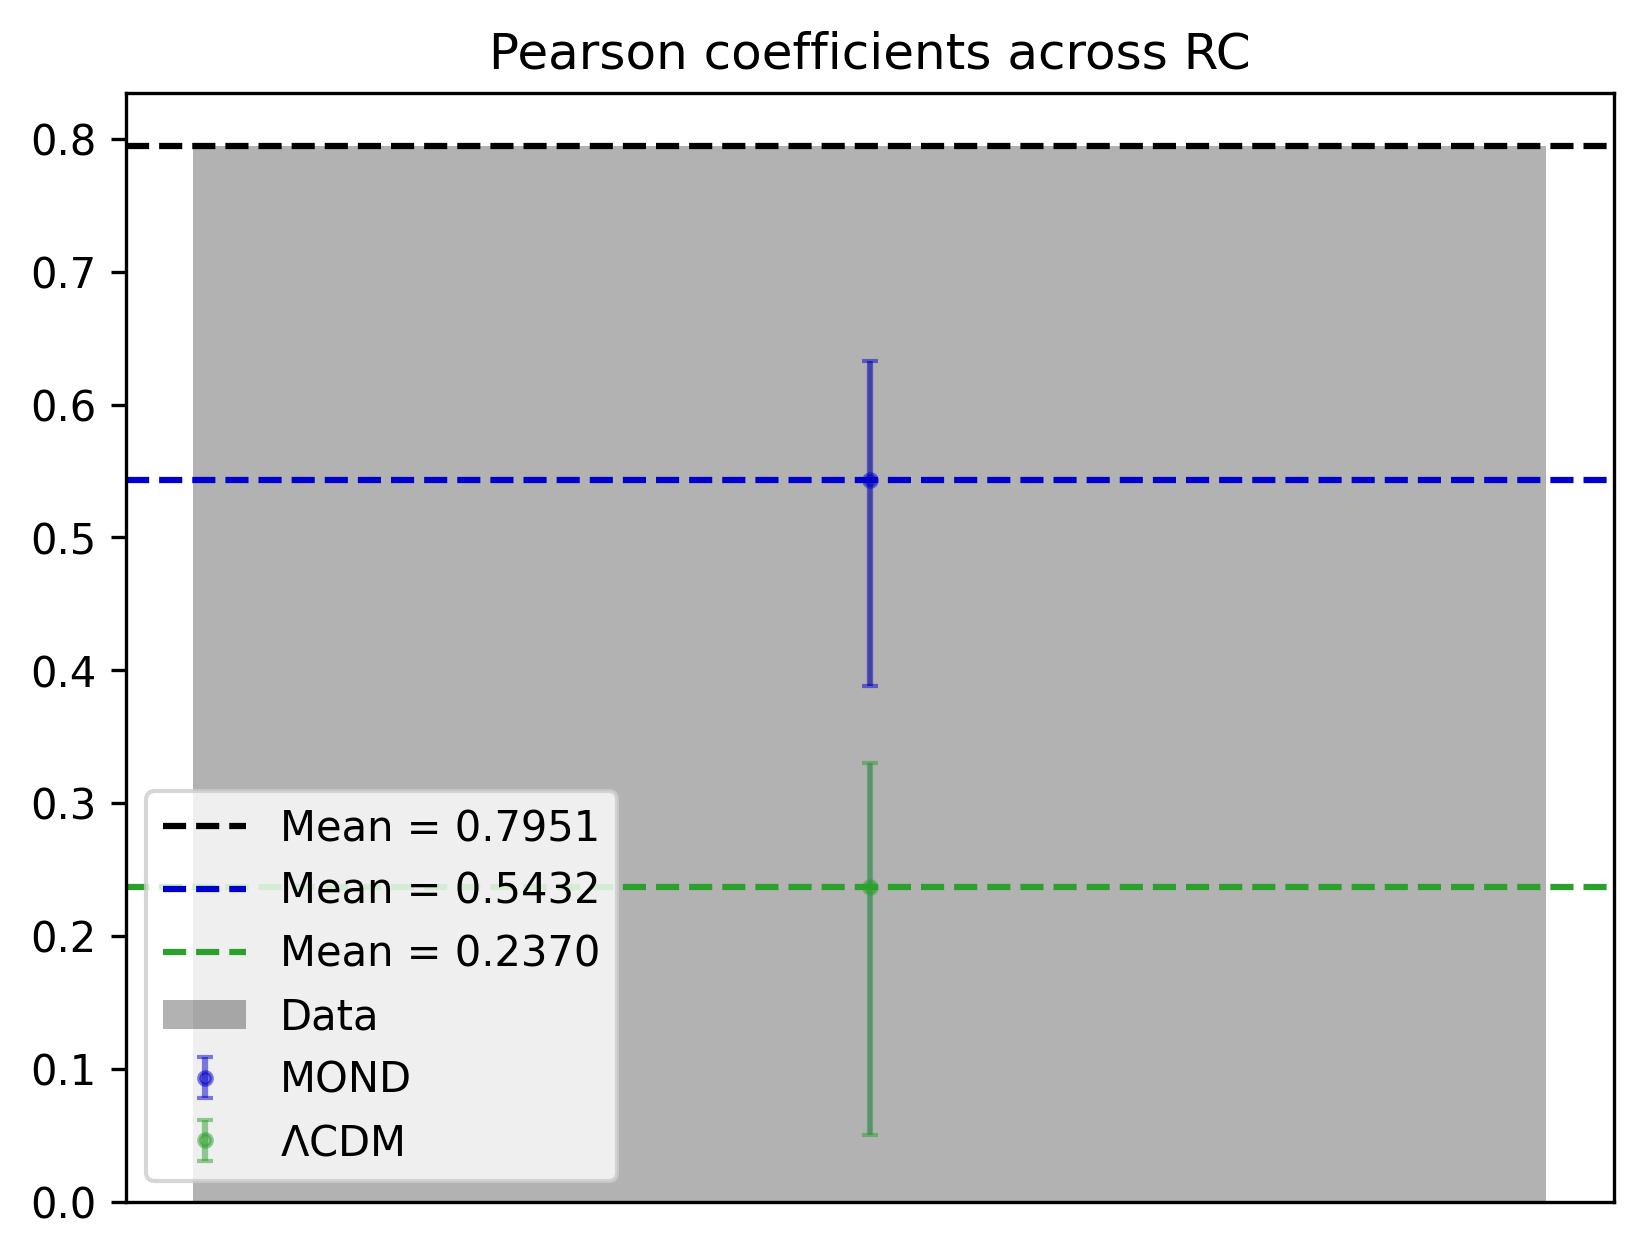 Pearson coefficients across RC
0.8
0.7
0.6
0.5
0.4
0.3
0.2
0.1
0.0
Mean = 0.7951
Mean = 0.5432
Mean = 0.2370
Data
MOND
ΛCDM